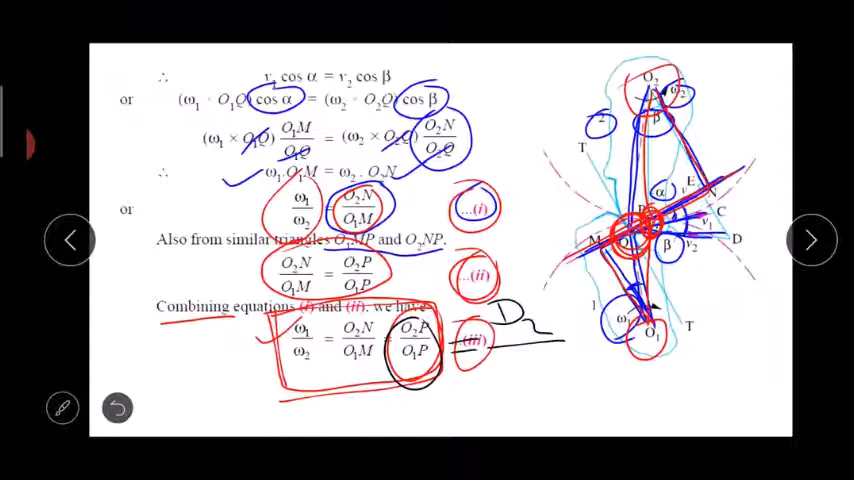 ∴ v₁ cos α = v₂ cos β
or (ω₁ × O₁Q) cos α = (ω₂ × O₂Q) cos β
(ω₁ × O₁Q) O₁M/O₁Q = (ω₂ × O₂Q) O₂N/O₂Q
∴ ω₁ . O₁M = ω₂ . O₂N
or ω₁/ω₂ = O₂N/O₁M ...(i)
Also from similar triangles O₁MP and O₂NP,
O₂N/O₁M = O₂P/O₁P ...(ii)
Combining equations (i) and (ii), we have
ω₁/ω₂ = O₂N/O₁M = O₂P/O₁P ...(iii)
D₂
O₂
ω₂
2
β
T
E
α
N
P
C
v₁
M
Q
D
β
v₂
1
ω
O₁
T